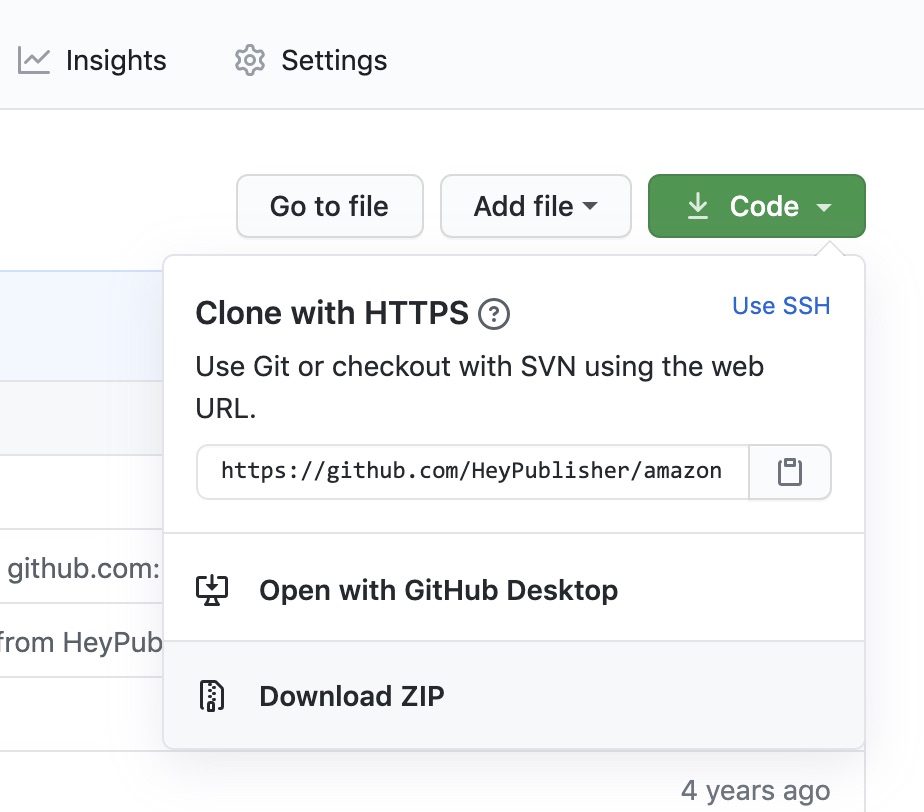 Insights Settings
Go to file Add file Code
Clone with HTTPS ? Use SSH
Use Git or checkout with SVN using the web
URL.
https://github.com/HeyPublisher/amazon
github.com:
Open with GitHub Desktop
from HeyPub
Download ZIP
4 years ago